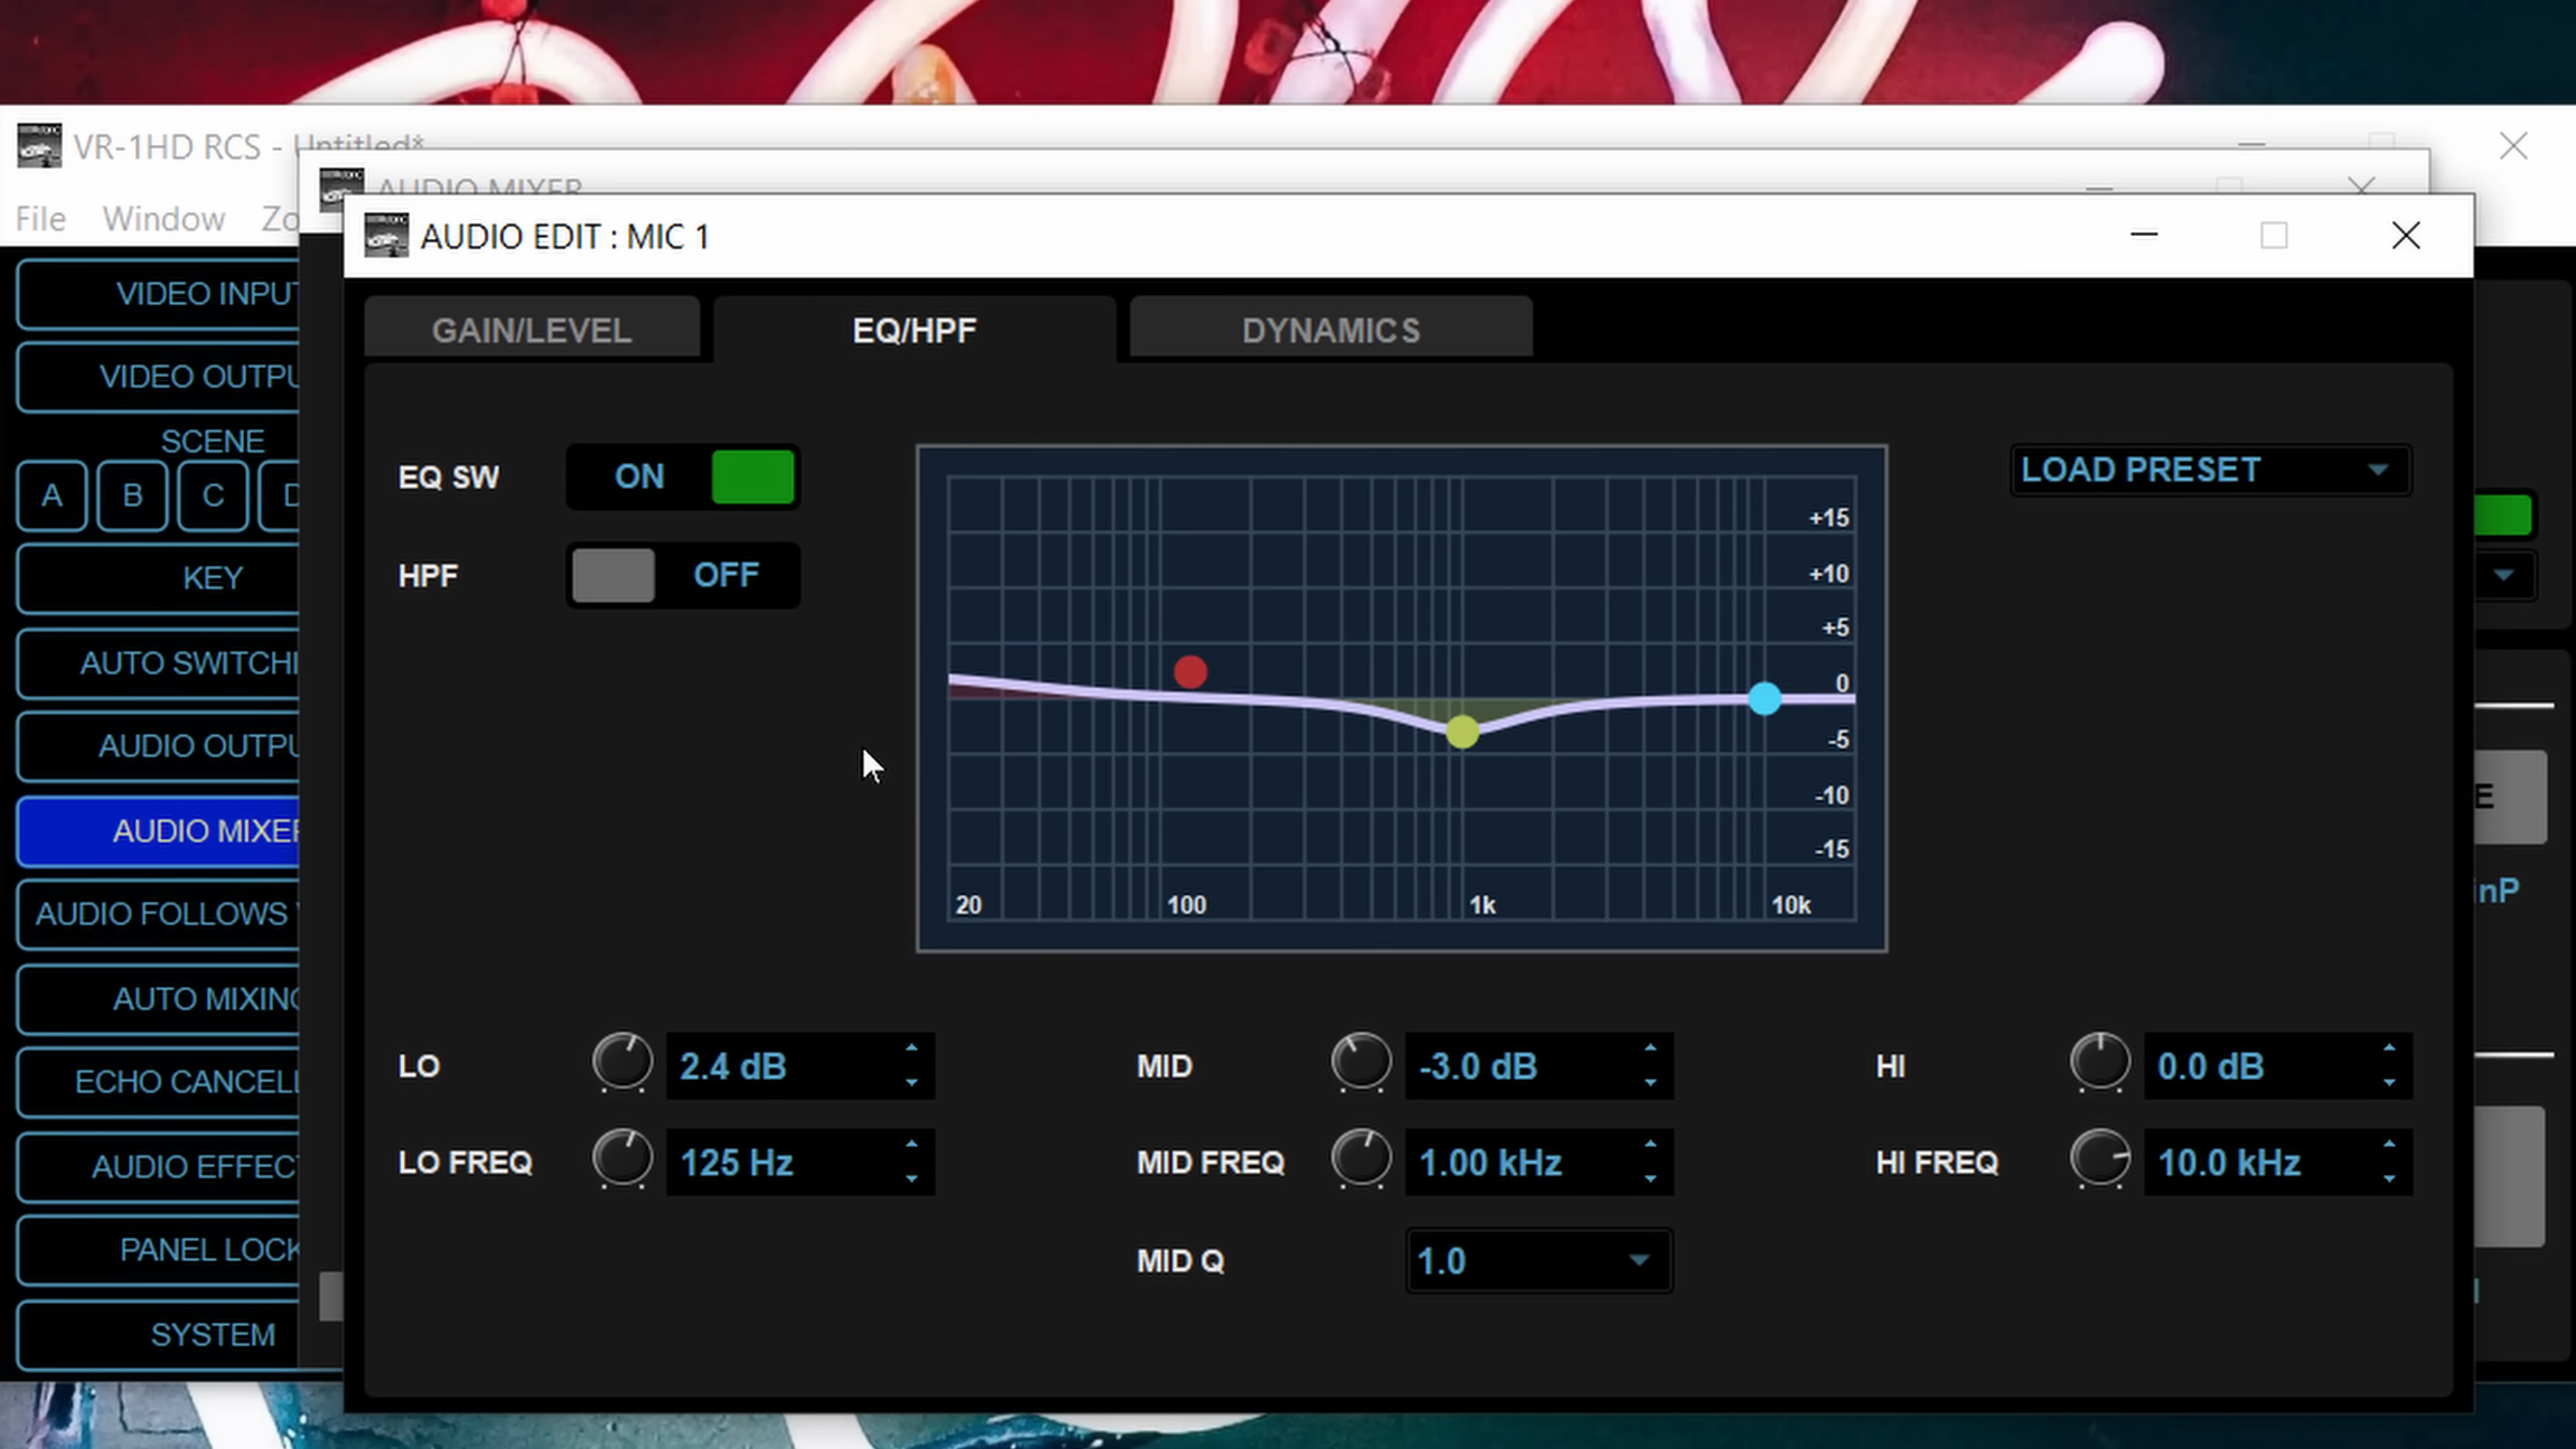 VR-1HD RCS - Untitled*
File Window
AUDIO MIXER
AUDIO EDIT : MIC 1
GAIN/LEVEL EQ/HPF DYNAMICS
VIDEO INPUT
VIDEO OUTPU
SCENE
A B C D
KEY
AUTO SWITCHI
AUDIO OUTPU
AUDIO MIXER
AUDIO FOLLOWS
AUTO MIXING
ECHO CANCELL
AUDIO EFFECT
PANEL LOCK
SYSTEM
EQ SW ON
HPF OFF
LOAD PRESET
+15
+10
+5
0
-5
-10
-15
20 100 1k 10k
E
inP
LO 2.4 dB MID -3.0 dB HI 0.0 dB
LO FREQ 125 Hz MID FREQ 1.00 kHz HI FREQ 10.0 kHz
MID Q 1.0